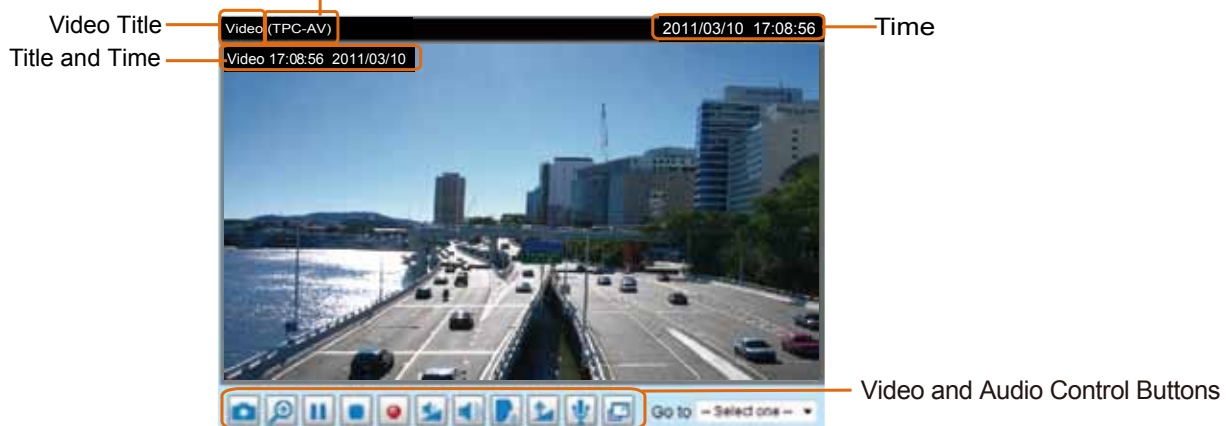 Video Title
Video (TPC-AV)
2011/03/10 17:08:56
Time
Title and Time
Video 17:08:56 2011/03/10
Video and Audio Control Buttons
Go to
-- Select one --